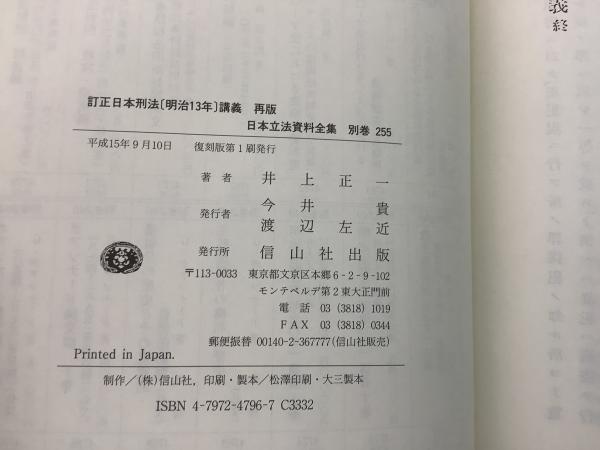 訂正日本刑法〔明治13年〕講義 再版
日本立法資料全集 別巻 255
平成15年9月10日 復刻版第1刷発行
著者 井上正一
発行者 今井貴
渡辺左近
発行所 信山社出版
〒113-0033 東京都文京区本郷6-2-9-102
モンテベルデ第2東大正門前
電話 03 (3818) 1019
FAX 03 (3818) 0344
郵便振替 00140-2-367777 (信山社販売)
Printed in Japan.
制作/(株)信山社, 印刷・製本/松澤印刷・大三製本
ISBN 4-7972-4796-7 C3332
義終